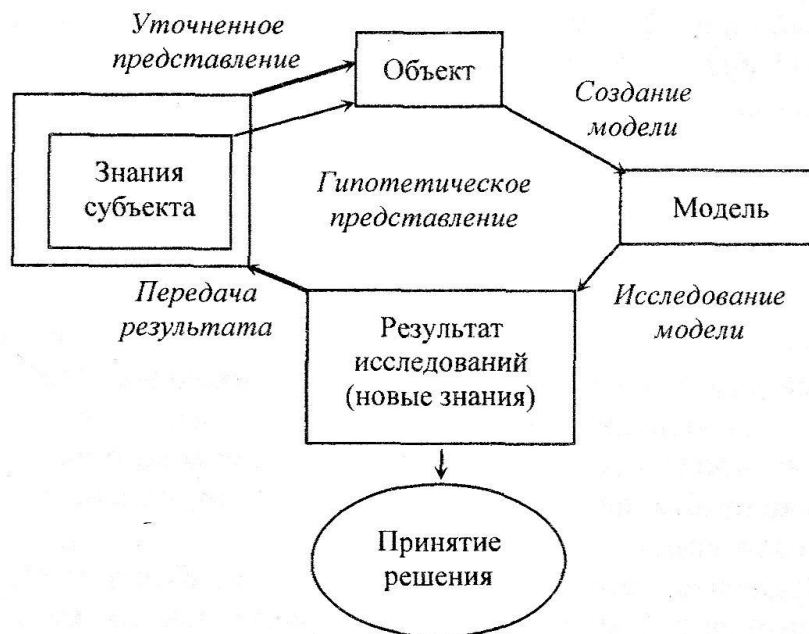 Уточненное
представление
Объект
Создание
модели
Знания
субъекта
Гипотетическое
представление
Модель
Передача
результата
Результат
исследований
(новые знания)
Исследование
модели
Принятие
решения